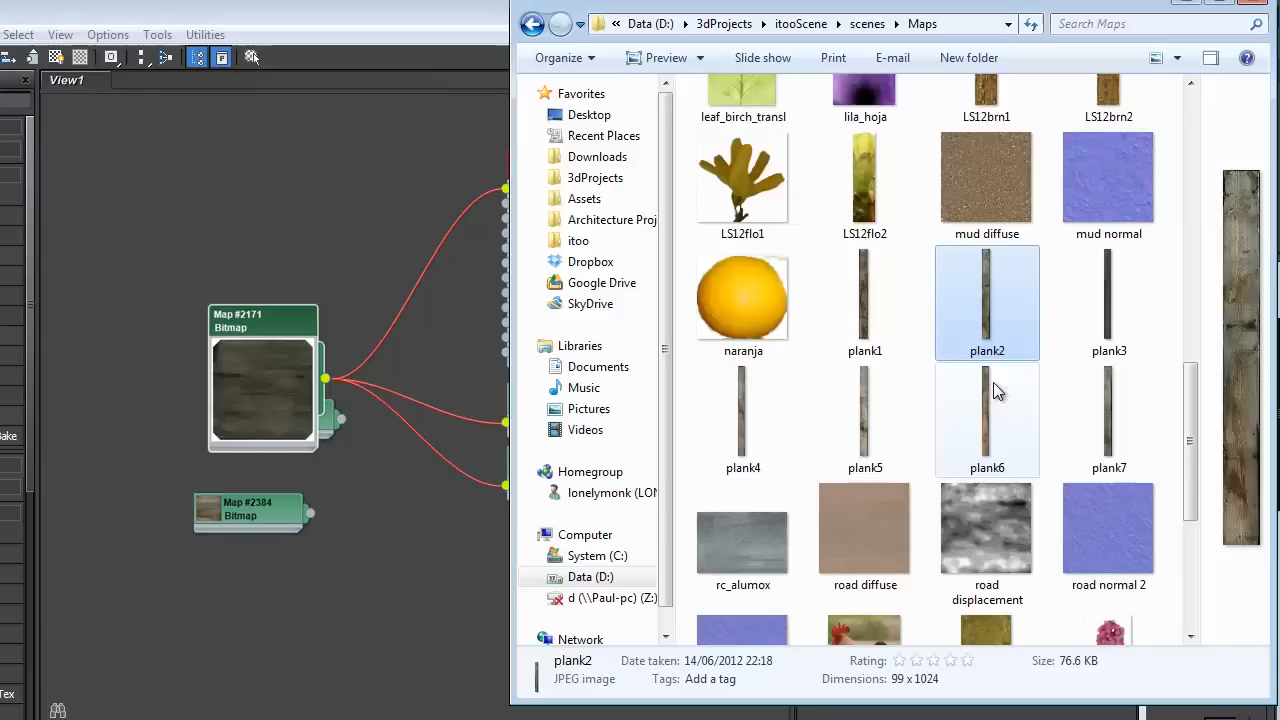 Select View Options Tools Utilities
View1
Map #2171
Bitmap
Map #2384
Bitmap
Bake
Tex
« Data (D:) 3dProjects itooScene scenes Maps
Search Maps
Organize Preview Slide show Print E-mail New folder
Favorites
Desktop
Recent Places
Downloads
3dProjects
Assets
Architecture Proj
itoo
Dropbox
Google Drive
SkyDrive
Libraries
Documents
Music
Pictures
Videos
Homegroup
lonelymonk (LON
Computer
System (C:)
Data (D:)
d (\\Paul-pc) (Z:)
Network
leaf_birch_transl lila_hoja LS12brn1 LS12brn2
LS12flo1 LS12flo2 mud diffuse mud normal
naranja plank1 plank2 plank3
plank4 plank5 plank6 plank7
rc_alumox road diffuse road displacement road normal 2
plank2 Date taken: 14/06/2012 22:18 Rating: Size: 76.6 KB
JPEG image Tags: Add a tag Dimensions: 99 x 1024